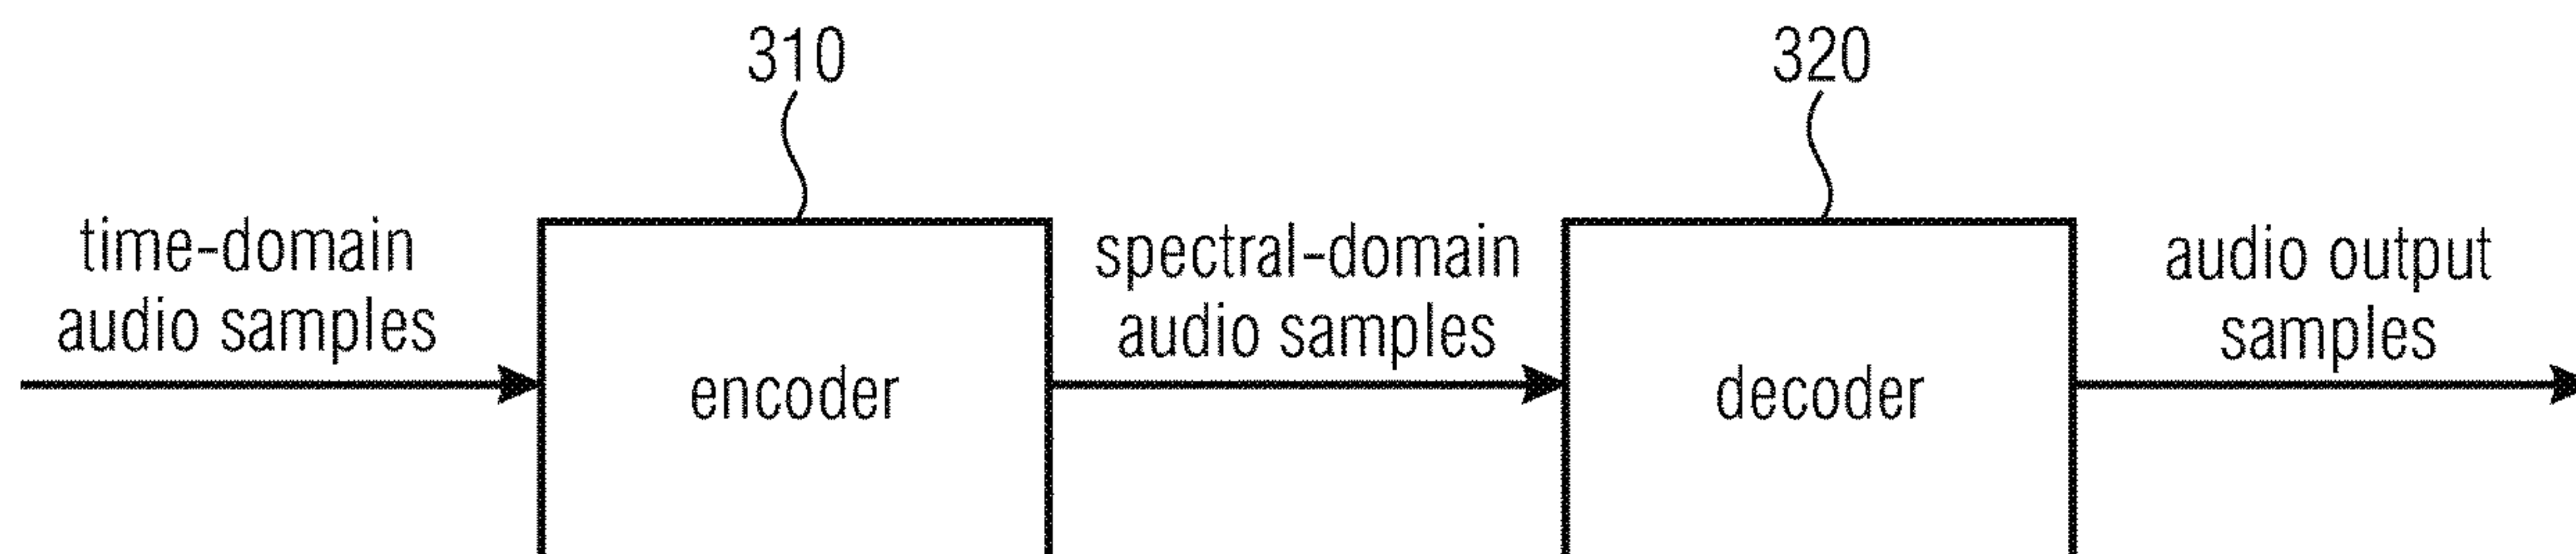 310
320
time-domain
audio samples
encoder
spectral-domain
audio samples
decoder
audio output
samples